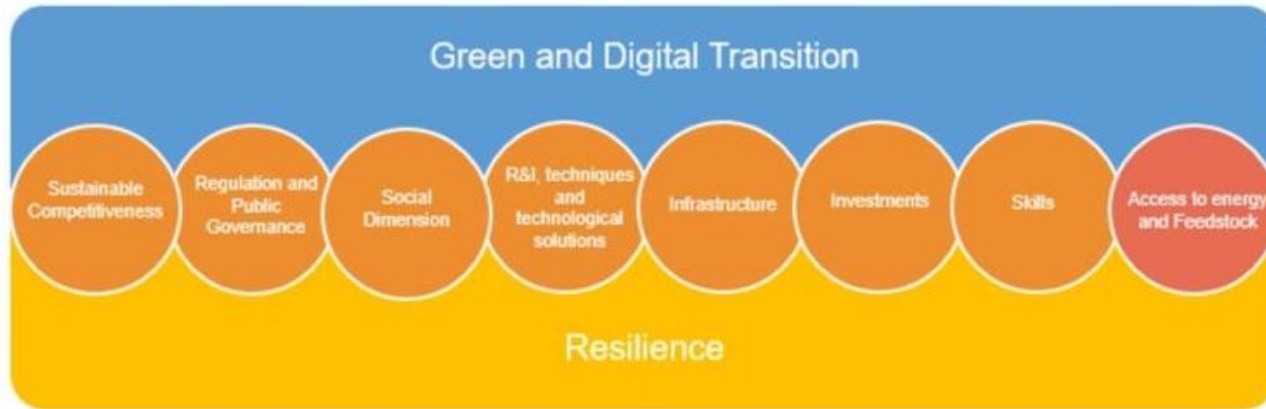 Green and Digital Transition
Sustainable
Competitiveness
Regulation and
Public
Governance
Social
Dimension
R&I, techniques
and
technological
solutions
Infrastructure
Investments
Skills
Access to energy
and Feedstock
Resilience